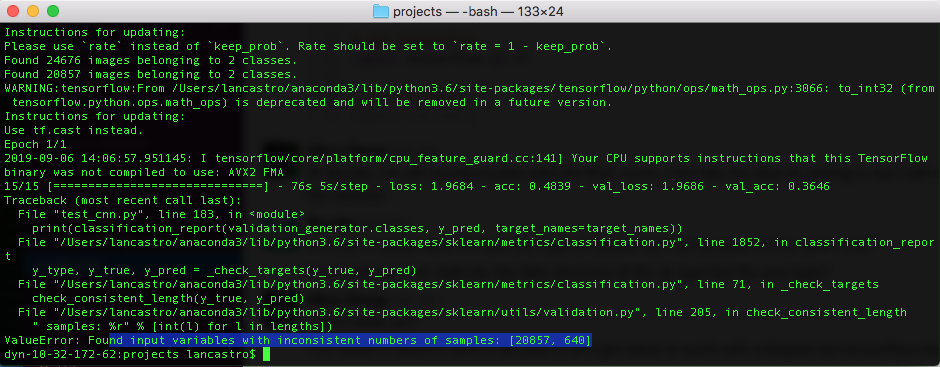 projects — -bash — 133×24
Instructions for updating:
Please use `rate` instead of `keep_prob`. Rate should be set to `rate = 1 - keep_prob`.
Found 24676 images belonging to 2 classes.
Found 20857 images belonging to 2 classes.
WARNING:tensorflow:From /Users/lancastro/anaconda3/lib/python3.6/site-packages/tensorflow/python/ops/math_ops.py:3066: to_int32 (from
 tensorflow.python.ops.math_ops) is deprecated and will be removed in a future version.
Instructions for updating:
Use tf.cast instead.
Epoch 1/1
2019-09-06 14:06:57.951145: I tensorflow/core/platform/cpu_feature_guard.cc:141] Your CPU supports instructions that this TensorFlow
binary was not compiled to use: AVX2 FMA
15/15 [==============================] - 76s 5s/step - loss: 1.9684 - acc: 0.4839 - val_loss: 1.9686 - val_acc: 0.3646
Traceback (most recent call last):
  File "test_cnn.py", line 183, in <module>
    print(classification_report(validation_generator.classes, y_pred, target_names=target_names))
  File "/Users/lancastro/anaconda3/lib/python3.6/site-packages/sklearn/metrics/classification.py", line 1852, in classification_repor
t
    y_type, y_true, y_pred = _check_targets(y_true, y_pred)
  File "/Users/lancastro/anaconda3/lib/python3.6/site-packages/sklearn/metrics/classification.py", line 71, in _check_targets
    check_consistent_length(y_true, y_pred)
  File "/Users/lancastro/anaconda3/lib/python3.6/site-packages/sklearn/utils/validation.py", line 205, in check_consistent_length
    " samples: %r" % [int(l) for l in lengths])
ValueError: Found input variables with inconsistent numbers of samples: [20857, 640]
dyn-10-32-172-62:projects lancastro$